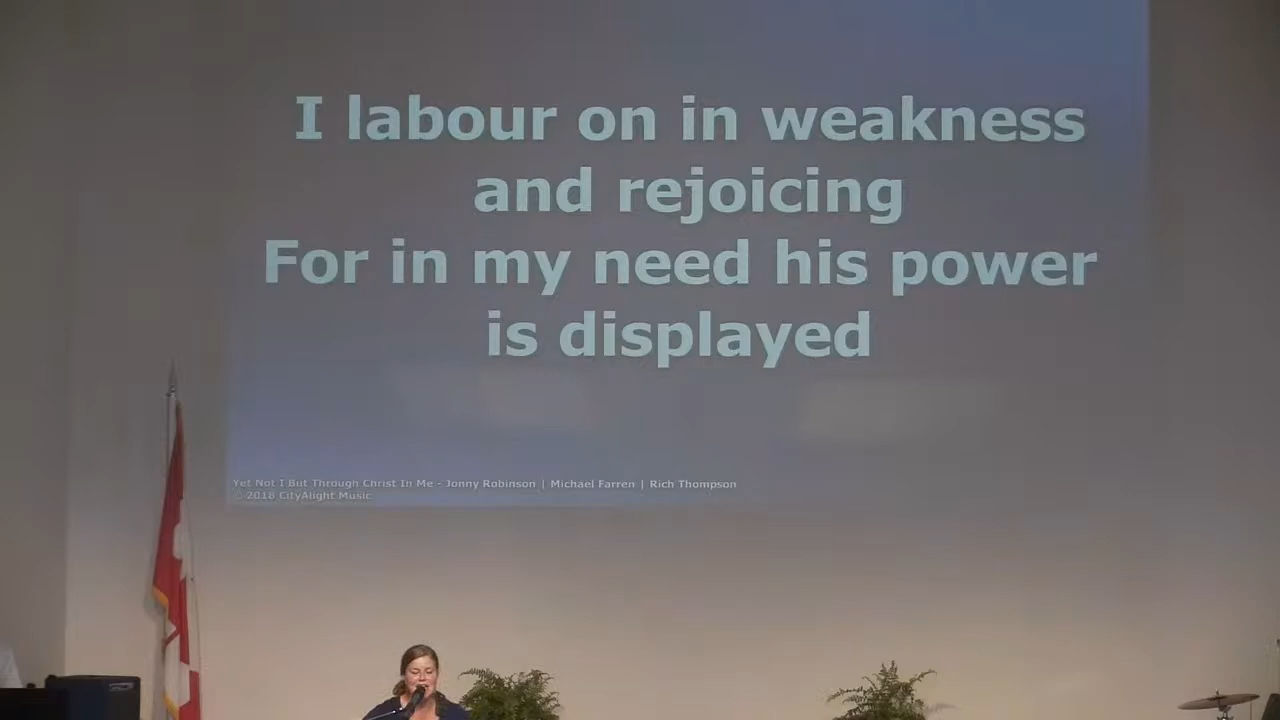 I labour on in weakness
and rejoicing
For in my need his power
is displayed
Yet Not I But Through Christ In Me - Jonny Robinson | Michael Farren | Rich Thompson
© 2018 CityAlight Music